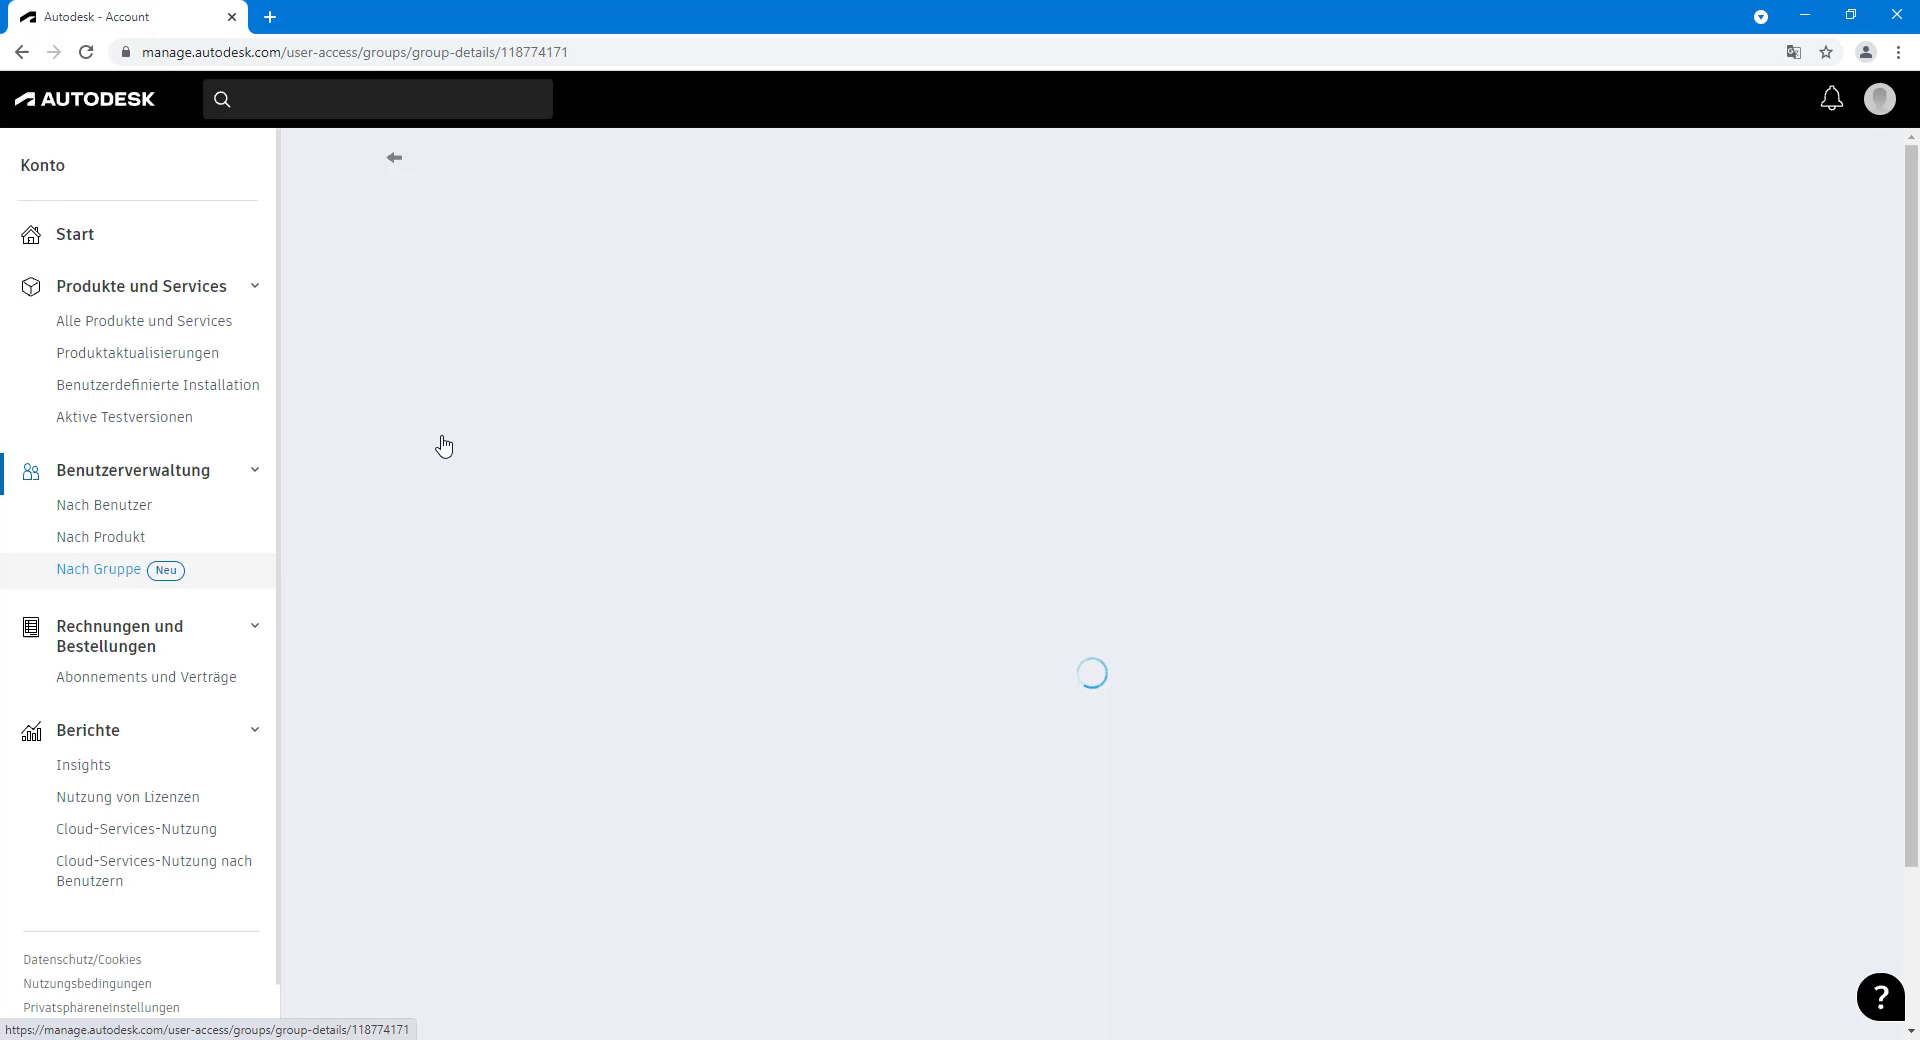 Autodesk - Account
manage.autodesk.com/user-access/groups/group-details/118774171
AUTODESK
Konto
Start
Produkte und Services
Alle Produkte und Services
Produktaktualisierungen
Benutzerdefinierte Installation
Aktive Testversionen
Benutzerverwaltung
Nach Benutzer
Nach Produkt
Nach Gruppe Neu
Rechnungen und
Bestellungen
Abonnements und Verträge
Berichte
Insights
Nutzung von Lizenzen
Cloud-Services-Nutzung
Cloud-Services-Nutzung nach
Benutzern
Datenschutz/Cookies
Nutzungsbedingungen
Privatsphäreneinstellungen
https://manage.autodesk.com/user-access/groups/group-details/118774171
?